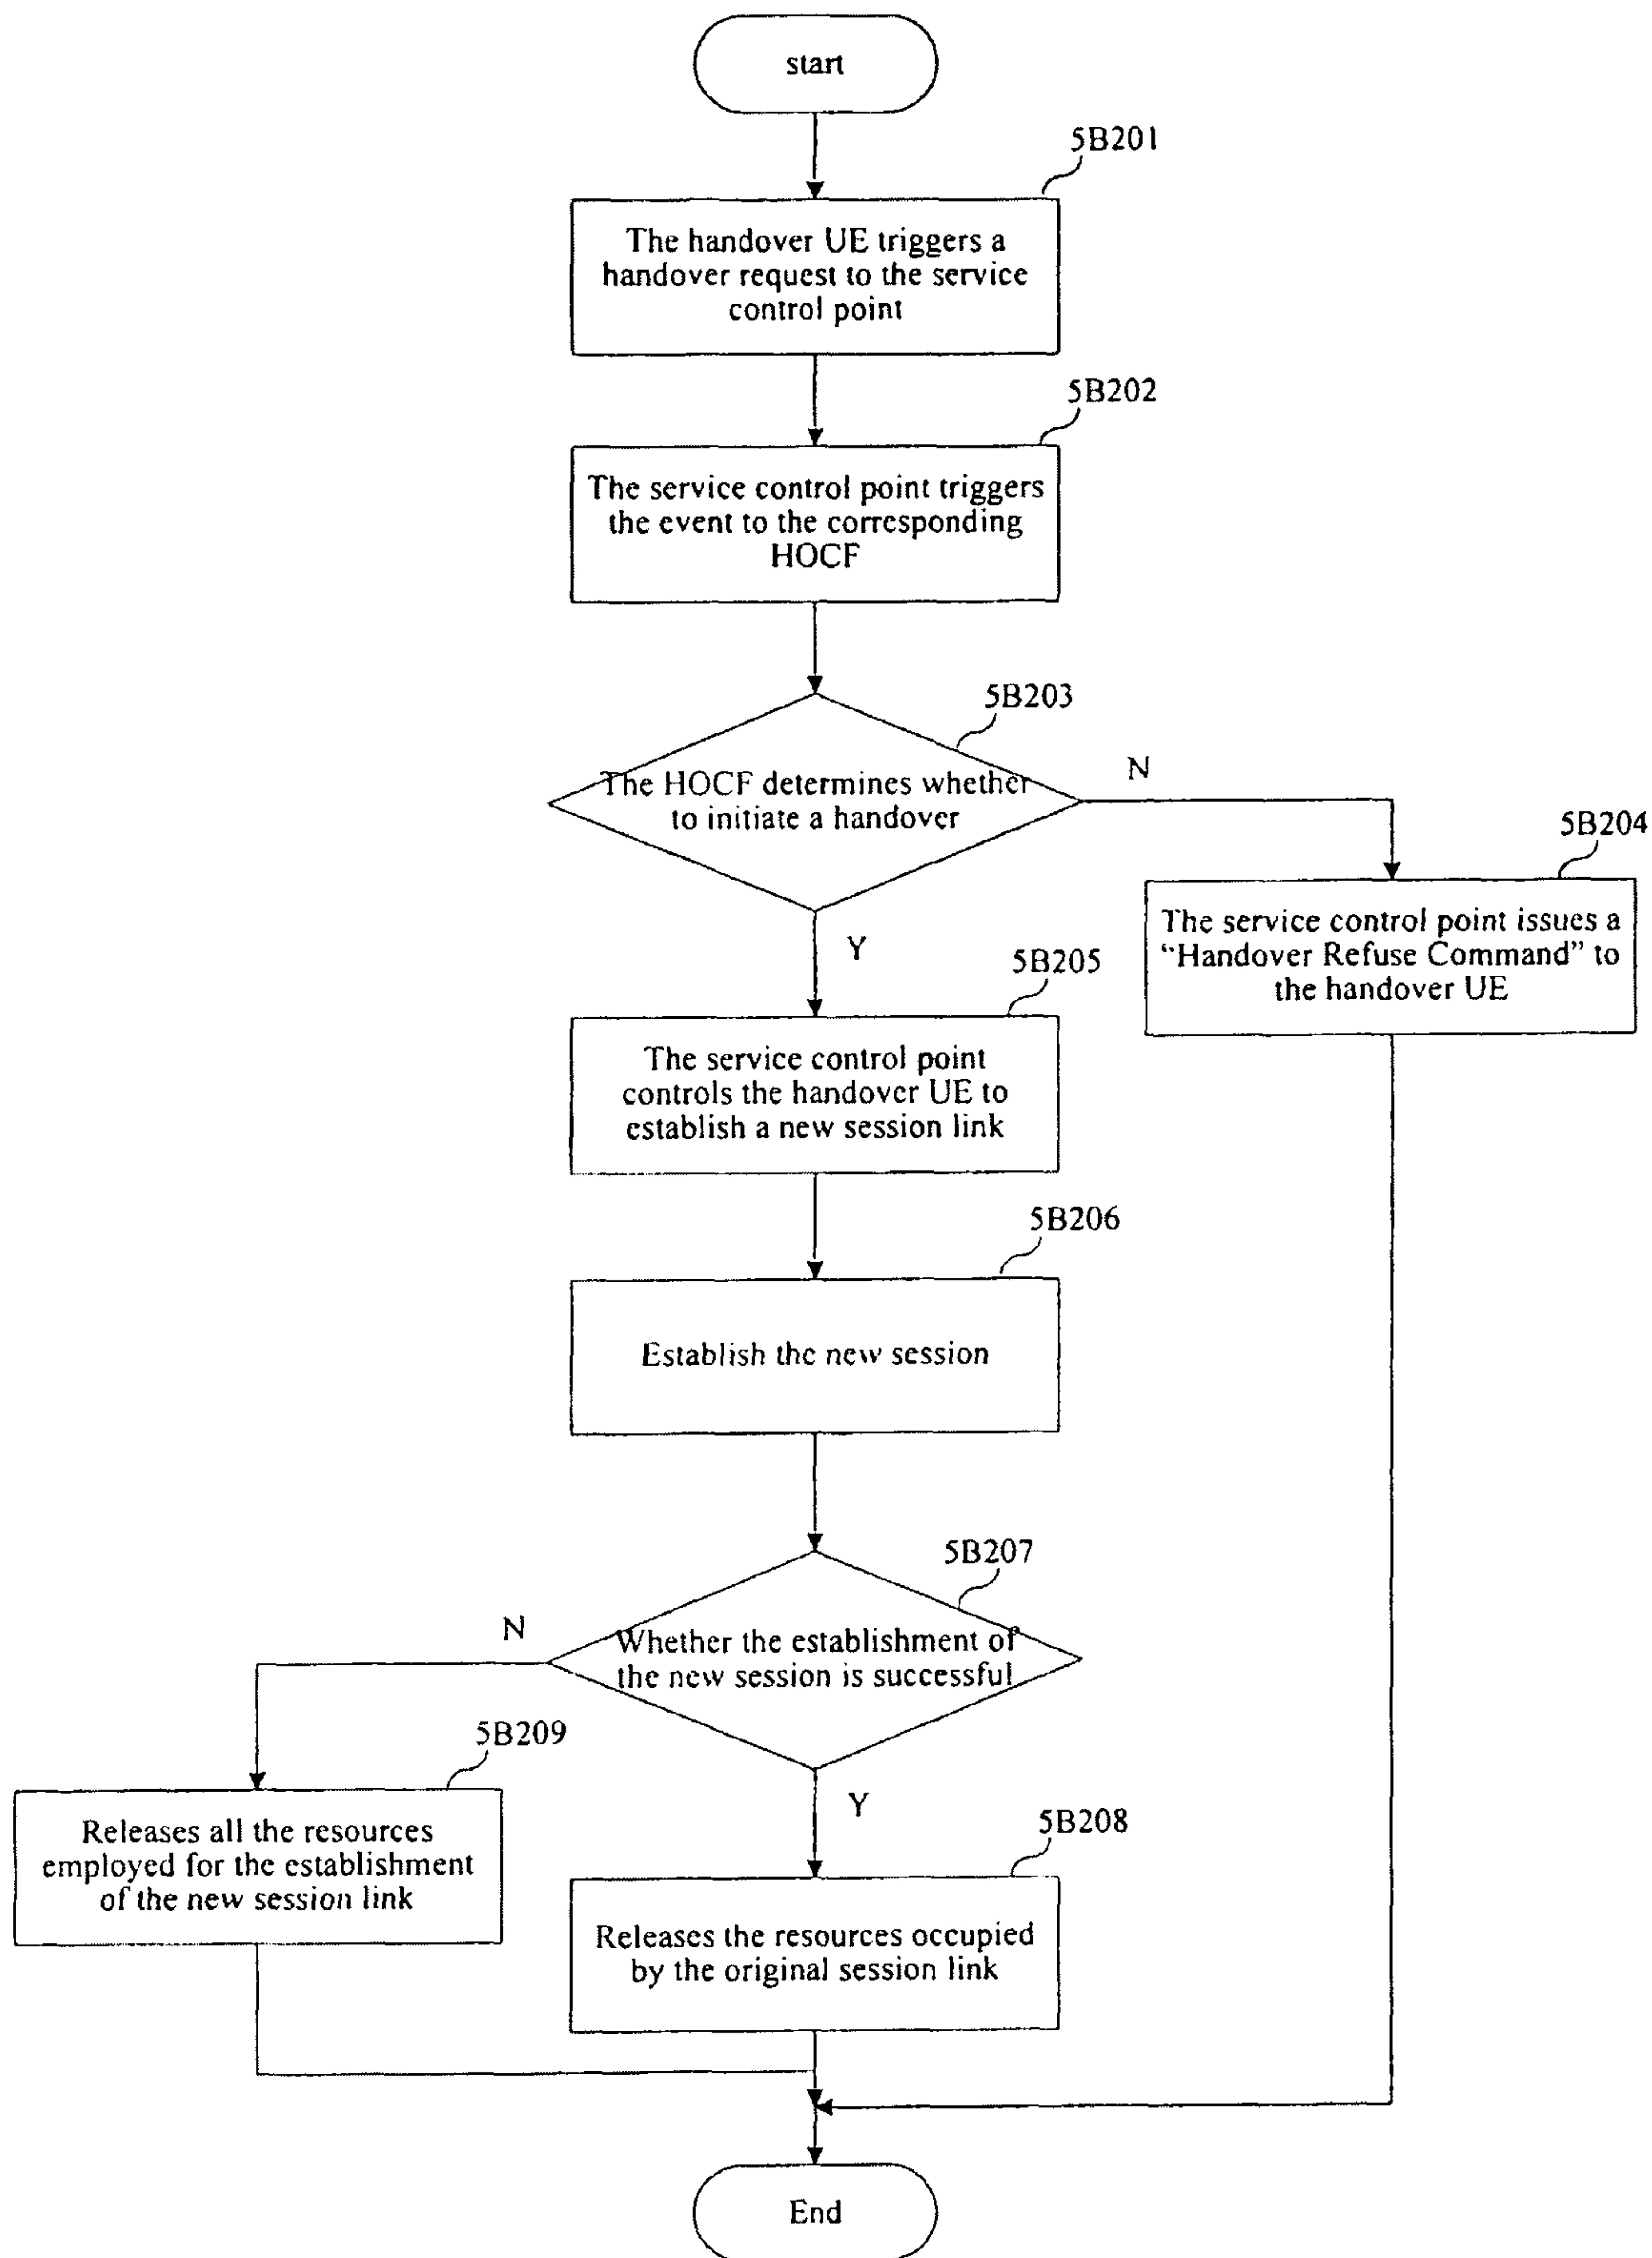 start
5B201
The handover UE triggers a
handover request to the service
control point
5B202
The service control point triggers
the event to the corresponding
HOCF
5B203
The HOCF determines whether
to initiate a handover
N
Y
5B204
The service control point issues a
“Handover Refuse Command” to
the handover UE
5B205
The service control point
controls the handover UE to
establish a new session link
5B206
Establish the new session
5B207
Whether the establishment of
the new session is successful
N
Y
5B209
Releases all the resources
employed for the establishment
of the new session link
5B208
Releases the resources occupied
by the original session link
End